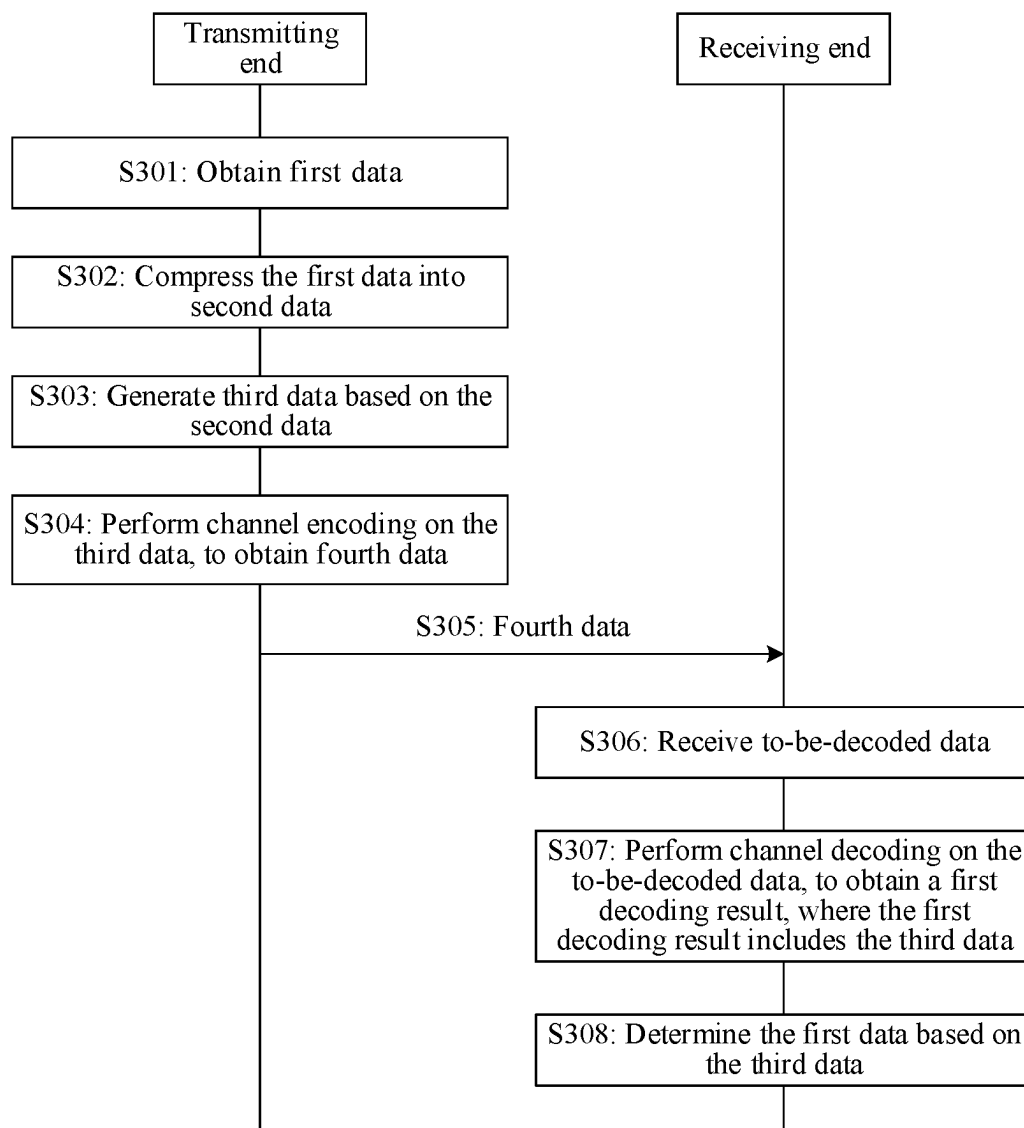 Transmitting
end
Receiving end
S301: Obtain first data
S302: Compress the first data into
second data
S303: Generate third data based on the
second data
S304: Perform channel encoding on the
third data, to obtain fourth data
S305: Fourth data
S306: Receive to-be-decoded data
S307: Perform channel decoding on the
to-be-decoded data, to obtain a first
decoding result, where the first
decoding result includes the third data
S308: Determine the first data based on
the third data